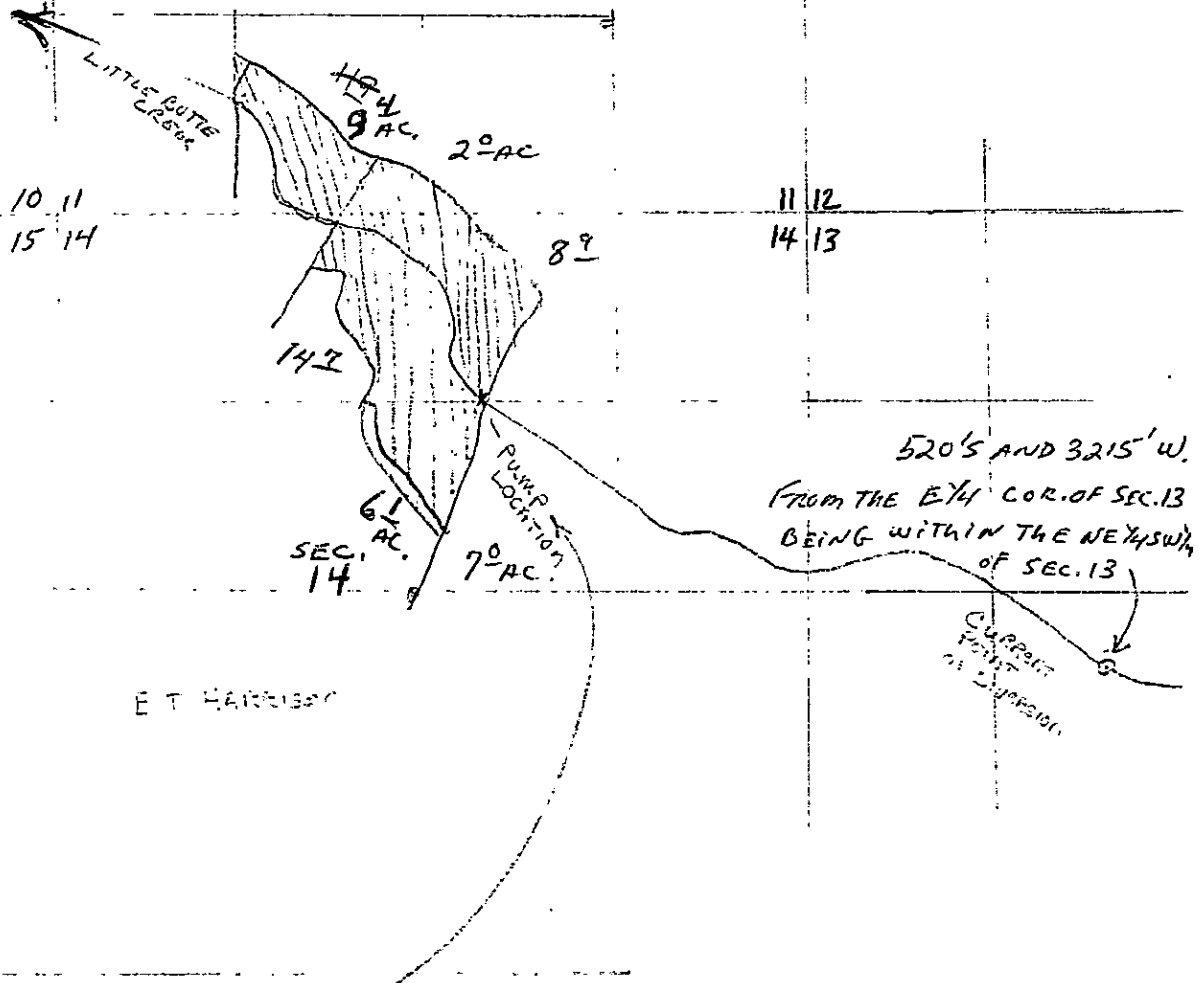 LITTLE BUTTE
CREEK
9 4/ AC.
2 0/ AC
10 11
15 14
11 12
14 13
8 9/
14 7/
PUMP
LOCATION
520'S AND 3215' W.
FROM THE E1/4 COR. OF SEC. 13
BEING WITHIN THE NE1/4SW1/4
OF SEC. 13
6 1/
AC.
7 0/ AC.
SEC.
14
CURRENT
POINT
OF DIVERSION
E T HARRISON